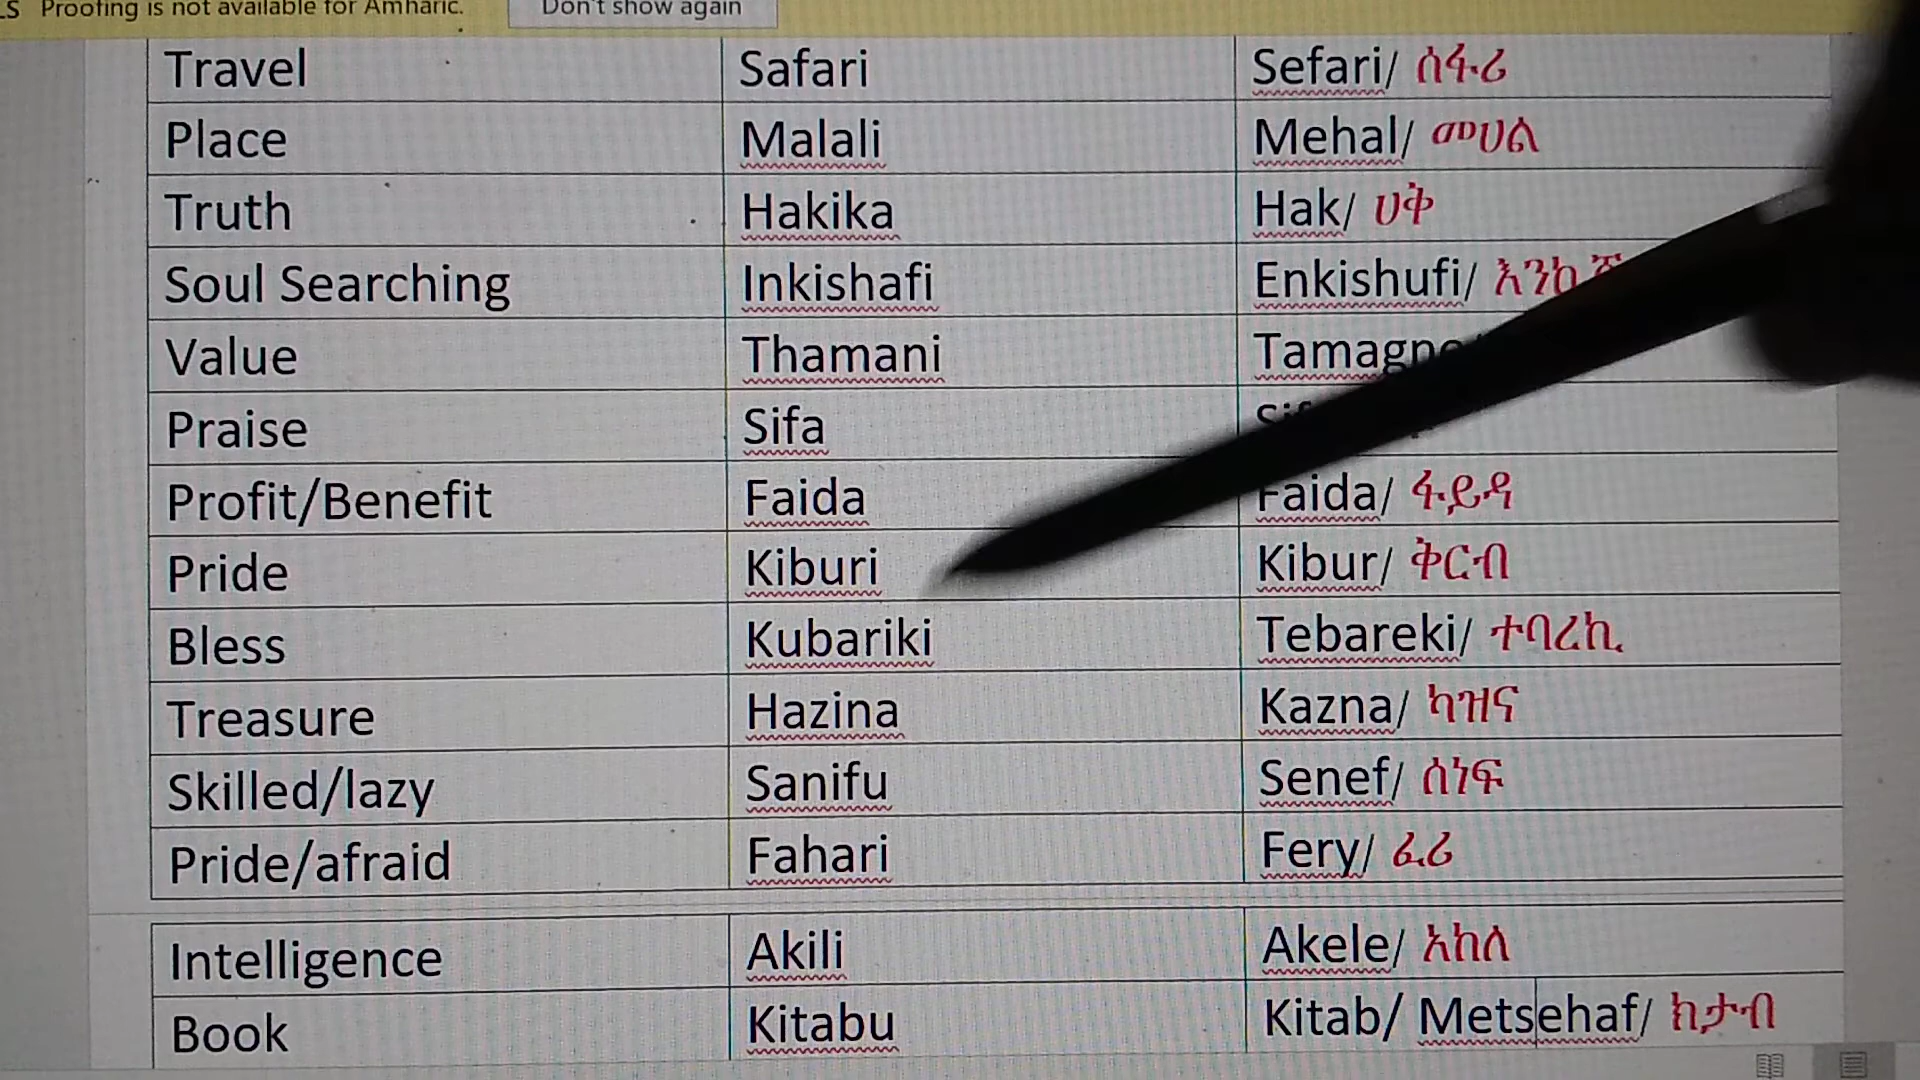 Proofing is not available for Amharic. Don't show again
Travel Safari Sefari/ ሰፋሪ
Place Malali Mehal/ መሀል
Truth Hakika Hak/ ሀቅ
Soul Searching Inkishafi Enkishufi/
Value Thamani
Praise Sifa
Profit/Benefit Faida Faida/ ፋይዳ
Pride Kiburi Kibur/ ቅርብ
Bless Kubariki Tebareki/ ተባረኪ
Treasure Hazina Kazna/ ካዝና
Skilled/lazy Sanifu Senef/ ሰነፍ
Pride/afraid Fahari Fery/ ፈሪ
Intelligence Akili Akele/ አከለ
Book Kitabu Kitab/ Metsehaf/ ክታብ